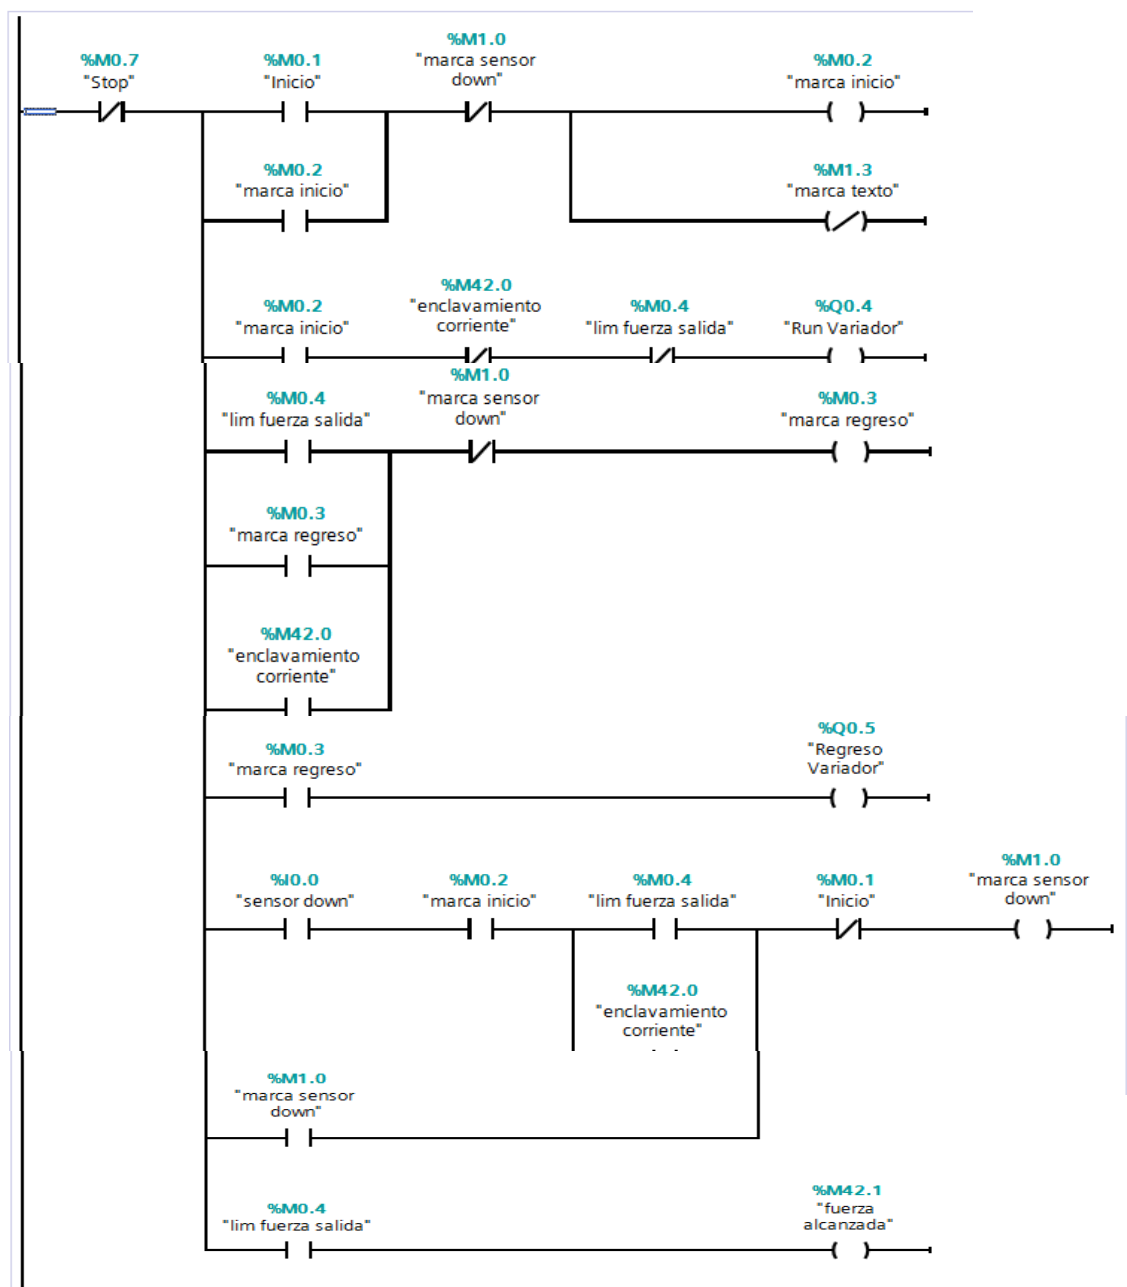 %M0.7
"Stop"
%M0.1
"Inicio"
%M1.0
"marca sensor
down"
%M0.2
"marca inicio"
%M0.2
"marca inicio"
%M1.3
"marca texto"
%M0.2
"marca inicio"
%M42.0
"enclavamiento
corriente"
%M0.4
"lim fuerza salida"
%Q0.4
"Run Variador"
%M0.4
"lim fuerza salida"
%M1.0
"marca sensor
down"
%M0.3
"marca regreso"
%M0.3
"marca regreso"
%M42.0
"enclavamiento
corriente"
%M0.3
"marca regreso"
%Q0.5
"Regreso
Variador"
%I0.0
"sensor down"
%M0.2
"marca inicio"
%M0.4
"lim fuerza salida"
%M0.1
"Inicio"
%M1.0
"marca sensor
down"
%M42.0
"enclavamiento
corriente"
%M1.0
"marca sensor
down"
%M0.4
"lim fuerza salida"
%M42.1
"fuerza
alcanzada"